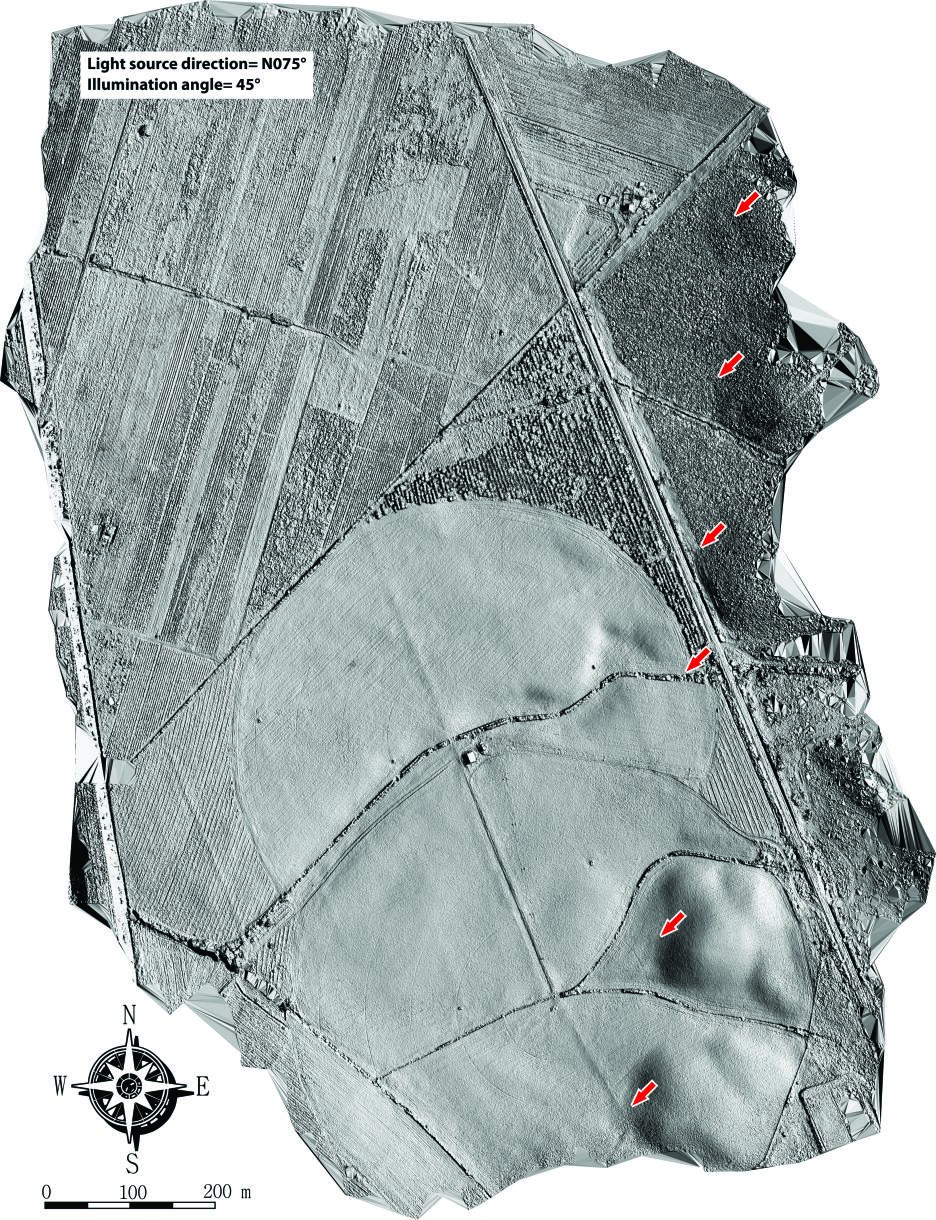 Light source direction= N075°
Illumination angle= 45°
N
W
E
S
0 100 200 m